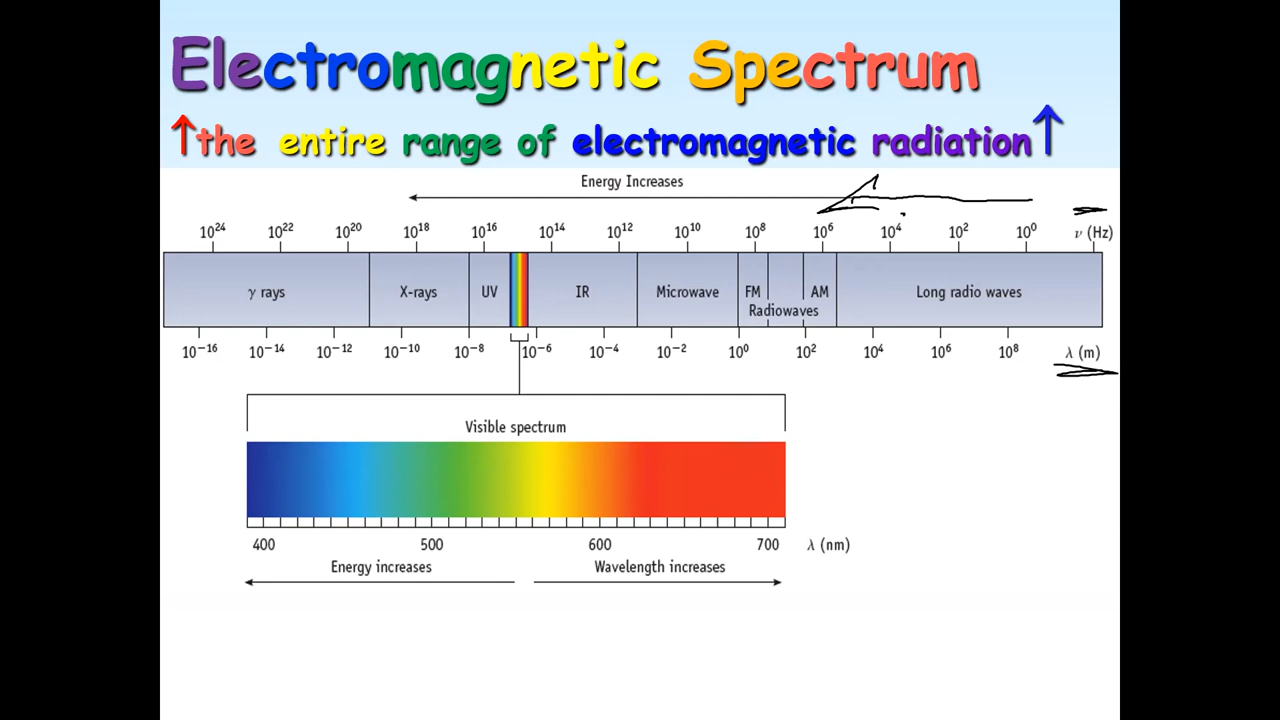 Electromagnetic Spectrum
↑the entire range of electromagnetic radiation↑
Energy Increases
10²⁴ 10²² 10²⁰ 10¹⁸ 10¹⁶ 10¹⁴ 10¹² 10¹⁰ 10⁸ 10⁶ 10⁴ 10² 10⁰ ν (Hz)
γ rays X-rays UV IR Microwave FM AM Long radio waves
Radiowaves
10⁻¹⁶ 10⁻¹⁴ 10⁻¹² 10⁻¹⁰ 10⁻⁸ 10⁻⁶ 10⁻⁴ 10⁻² 10⁰ 10² 10⁴ 10⁶ 10⁸ λ (m)
Visible spectrum
400 500 600 700 λ (nm)
Energy increases Wavelength increases